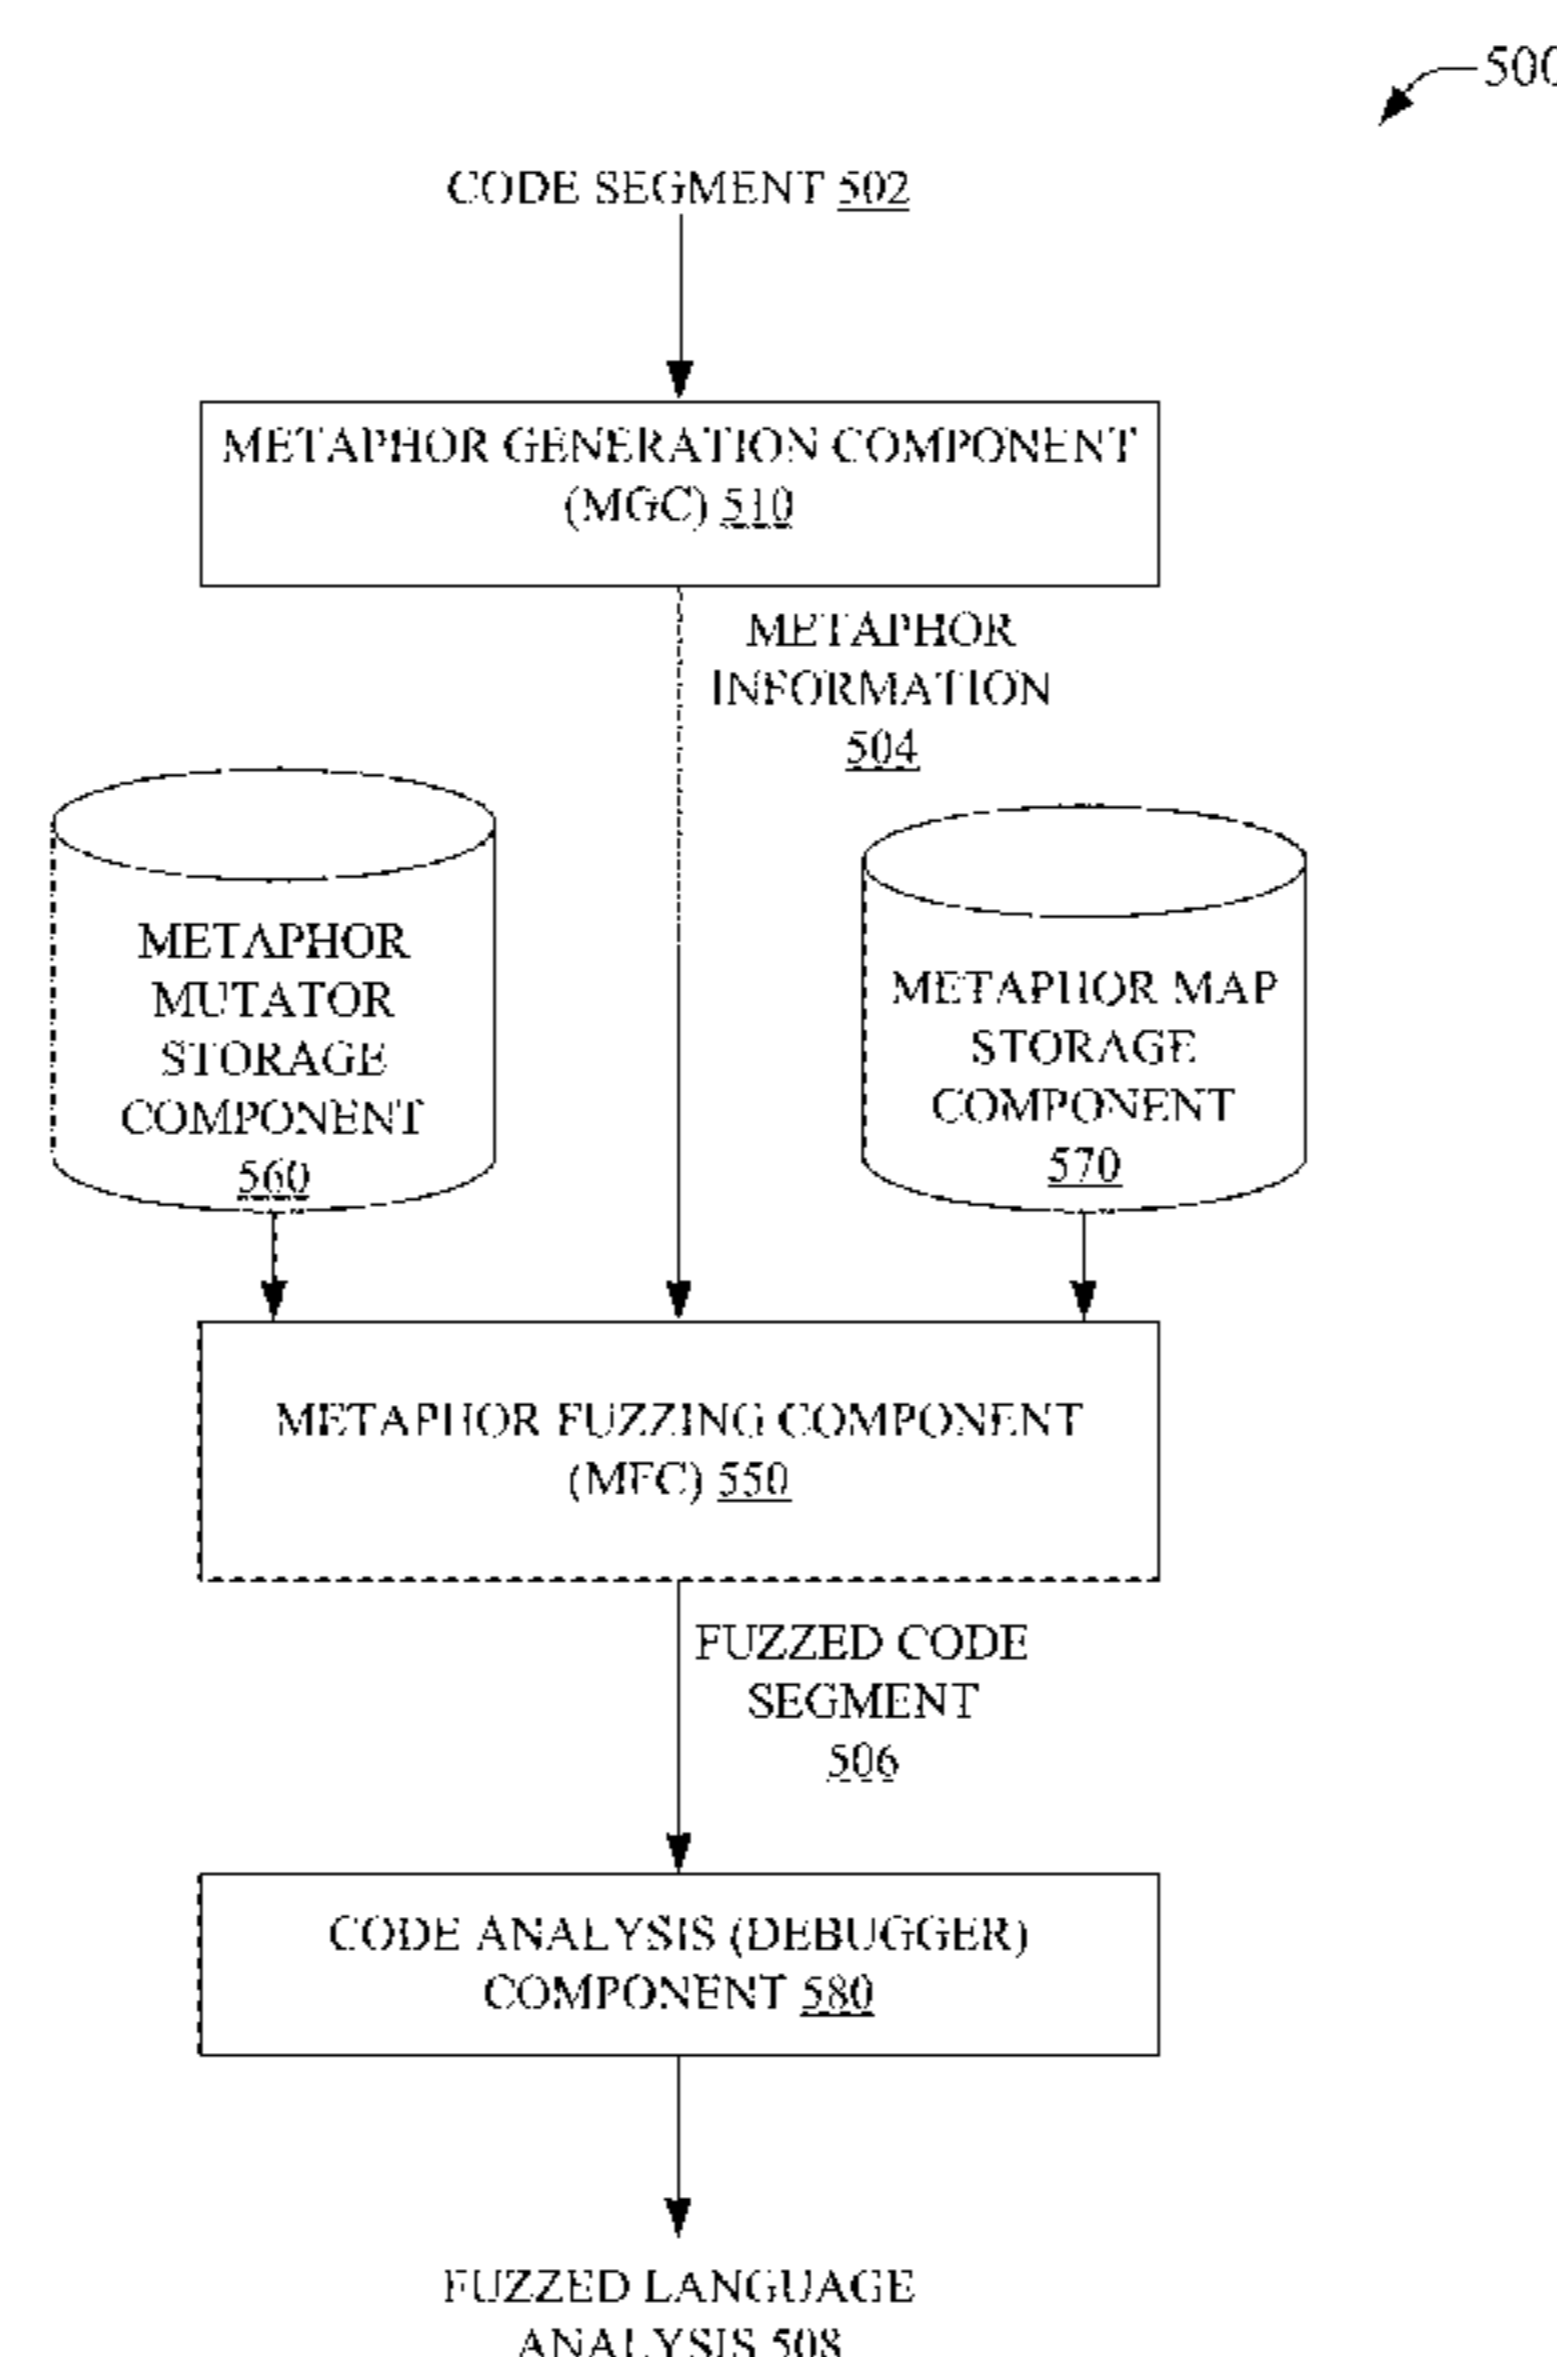 500
CODE SEGMENT 502
METAPHOR GENERATION COMPONENT
(MGC) 510
METAPHOR
INFORMATION
504
METAPHOR
MUTATOR
STORAGE
COMPONENT
560
METAPHOR MAP
STORAGE
COMPONENT
570
METAPHOR FUZZING COMPONENT
(MFC) 550
FUZZED CODE
SEGMENT
506
CODE ANALYSIS (DEBUGGER)
COMPONENT 580
FUZZED LANGUAGE
ANALYSIS 508